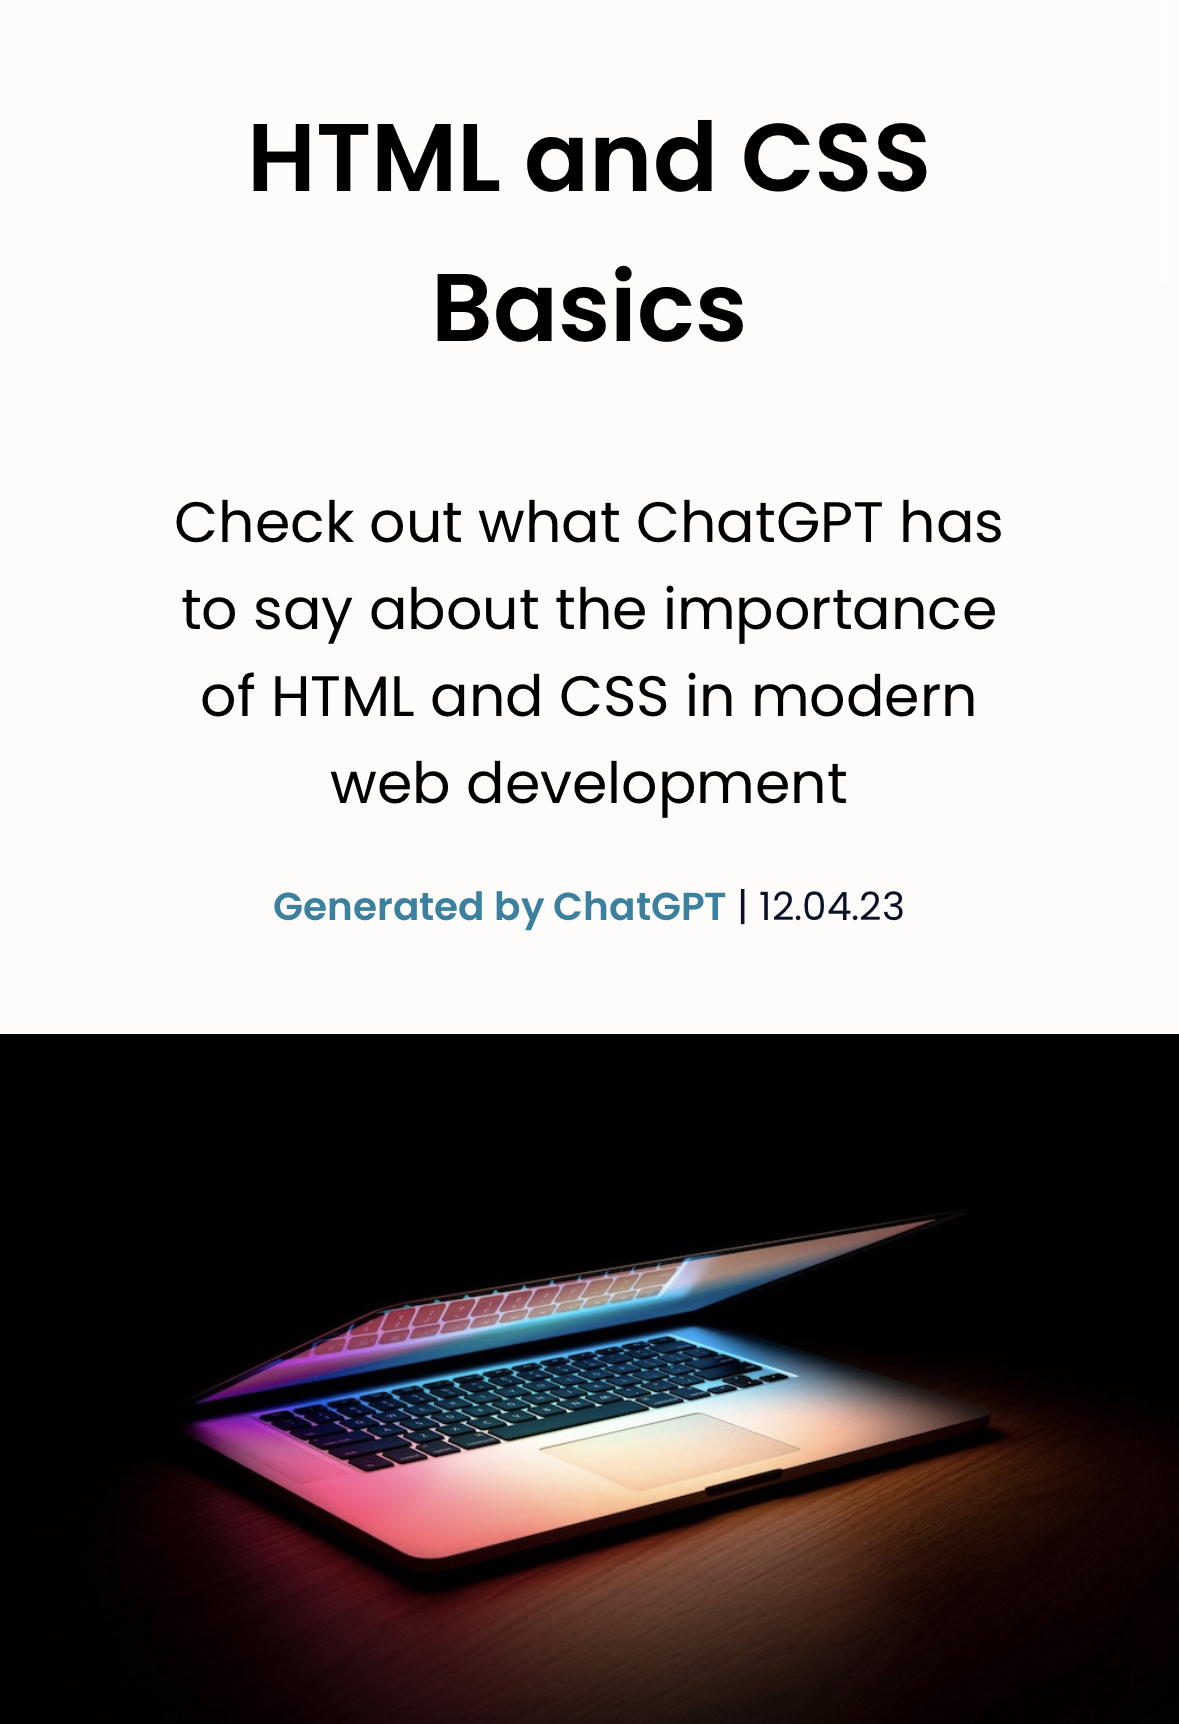 HTML and CSS
Basics
Check out what ChatGPT has
to say about the importance
of HTML and CSS in modern
web development
Generated by ChatGPT | 12.04.23